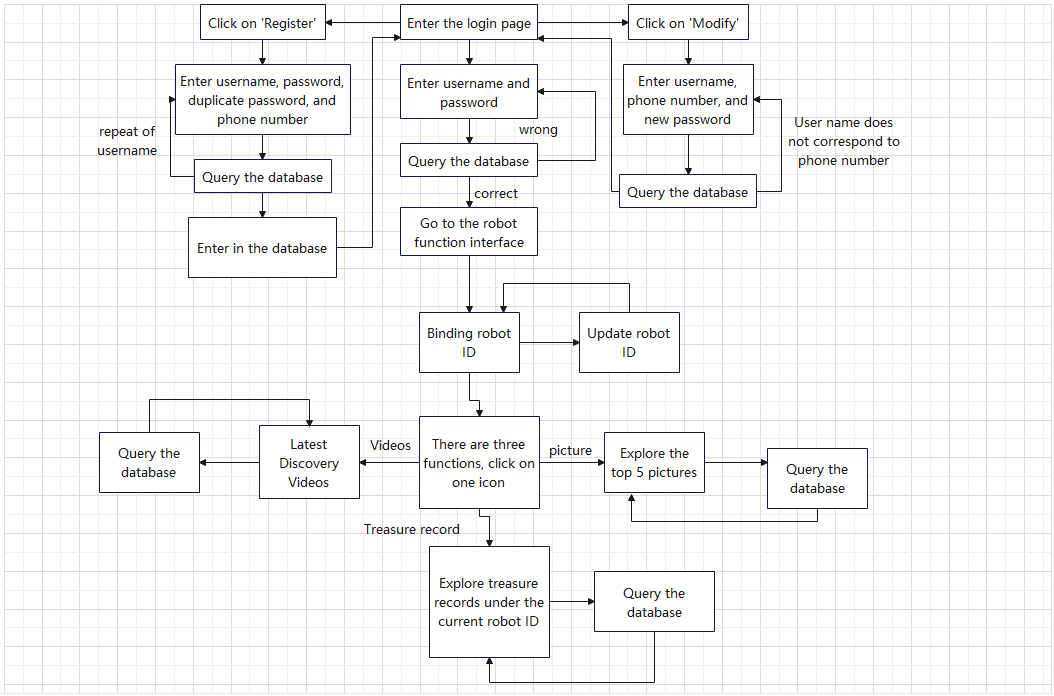 Click on 'Register'
Enter the login page
Click on 'Modify'
Enter username, password,
duplicate password, and
phone number
Enter username and
password
Enter username,
phone number, and
new password
repeat of
username
wrong
User name does
not correspond to
phone number
Query the database
Query the database
Query the database
correct
Enter in the database
Go to the robot
function interface
Binding robot
ID
Update robot
ID
Query the
database
Latest
Discovery
Videos
Videos
There are three
functions, click on
one icon
picture
Explore the
top 5 pictures
Query the
database
Treasure record
Explore treasure
records under the
current robot ID
Query the
database